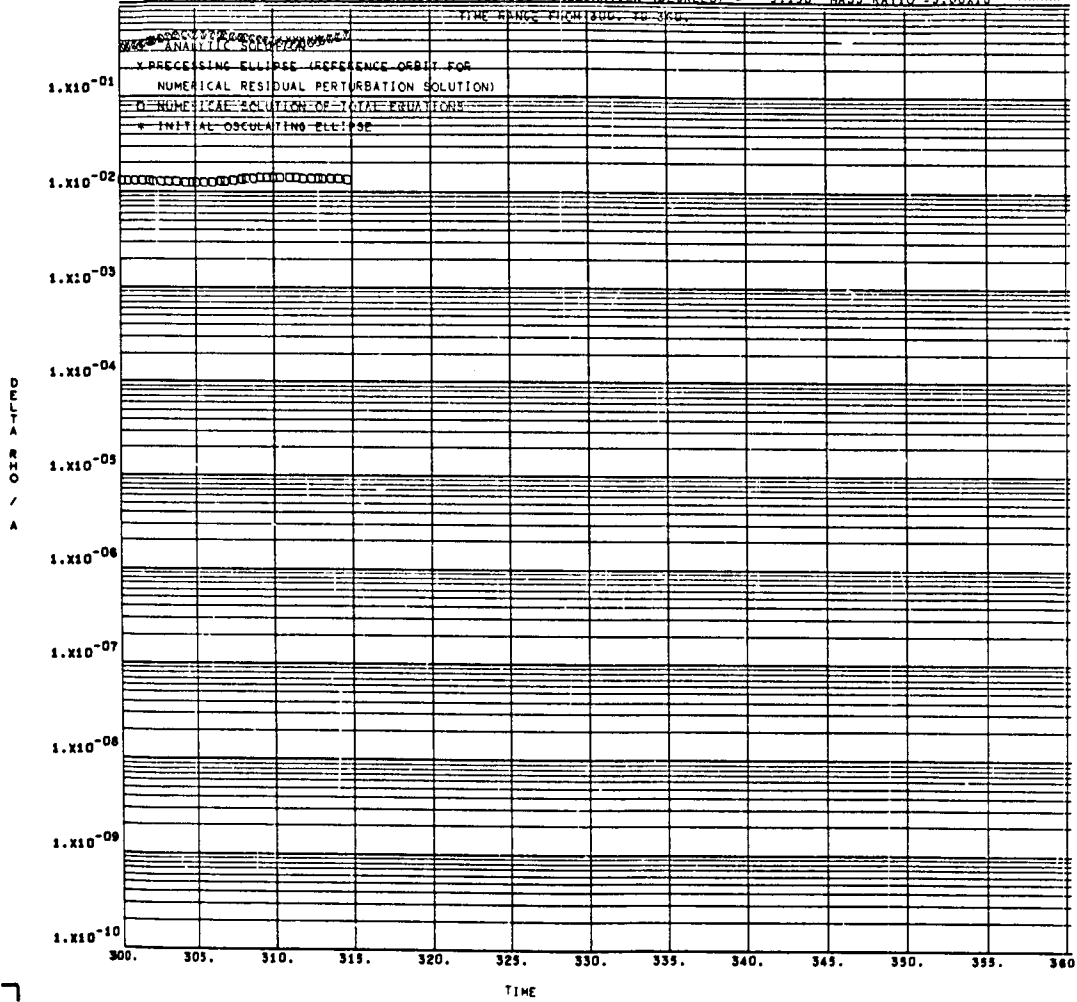 MASS RATIO
TIME RANGE FROM 300. TO 360.
ANALYTIC SOLUTION
X PRECESSING ELLIPSE (REFERENCE ORBIT FOR
NUMERICAL RESIDUAL PERTURBATION SOLUTION)
O NUMERICAL SOLUTION OF TOTAL EQUATIONS
* INITIAL OSCULATING ELLIPSE
1.X10-01
1.X10-02
1.X10-03
1.X10-04
1.X10-05
1.X10-06
1.X10-07
1.X10-08
1.X10-09
1.X10-10
DELTA RHO / A
300. 305. 310. 315. 320. 325. 330. 335. 340. 345. 350. 355. 360
TIME